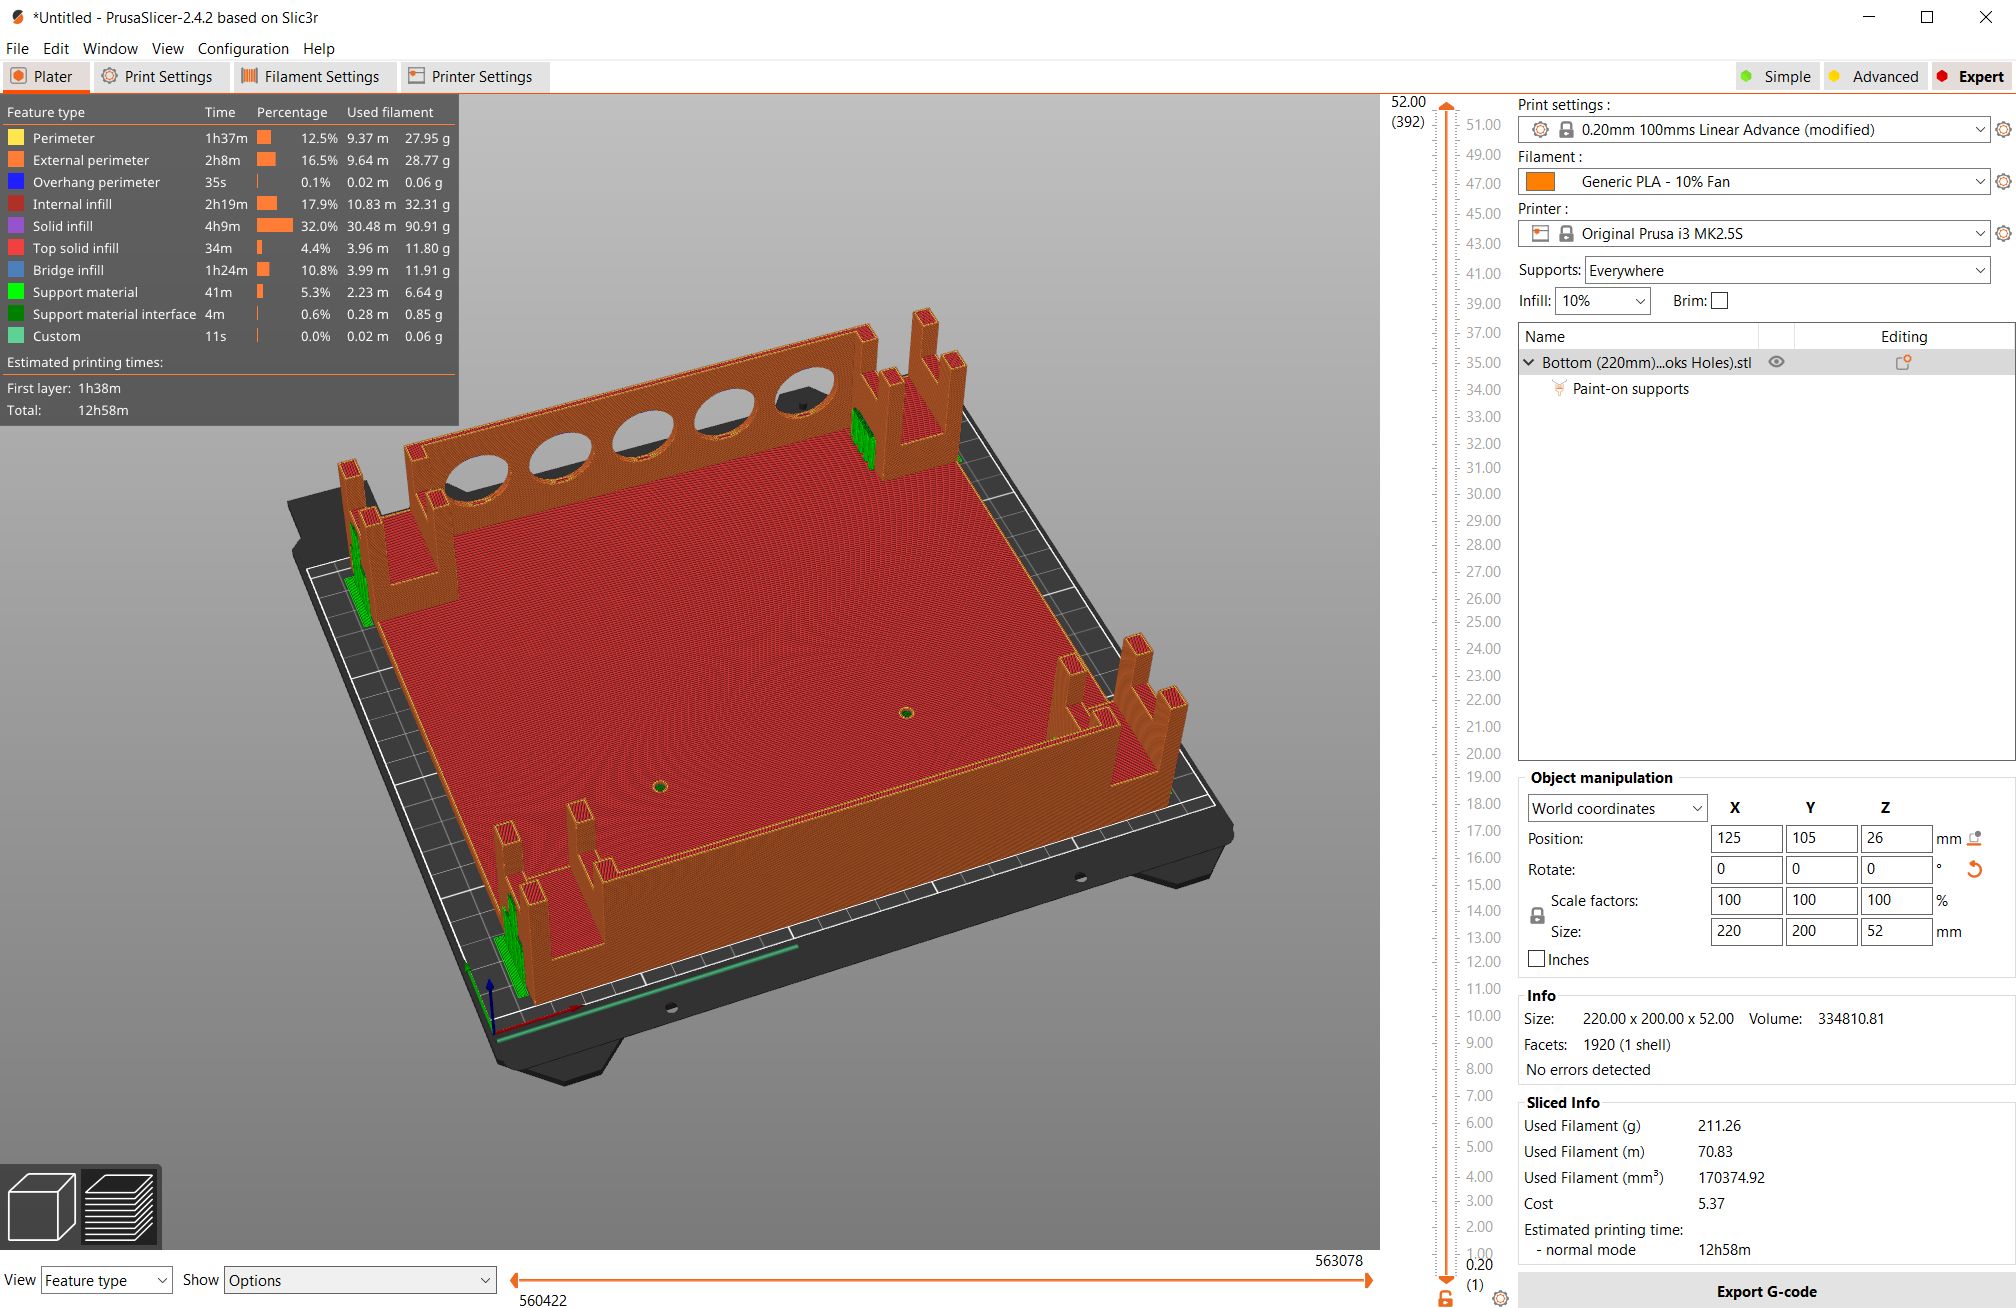 *Untitled - PrusaSlicer-2.4.2 based on Slic3r
File Edit Window View Configuration Help
Plater Print Settings Filament Settings Printer Settings Simple Advanced Expert
Feature type Time Percentage Used filament
Perimeter 1h37m 12.5% 9.37 m 27.95 g
External perimeter 2h8m 16.5% 9.64 m 28.77 g
Overhang perimeter 35s 0.1% 0.02 m 0.06 g
Internal infill 2h19m 17.9% 10.83 m 32.31 g
Solid infill 4h9m 32.0% 30.48 m 90.91 g
Top solid infill 34m 4.4% 3.96 m 11.80 g
Bridge infill 1h24m 10.8% 3.99 m 11.91 g
Support material 41m 5.3% 2.23 m 6.64 g
Support material interface 4m 0.6% 0.28 m 0.85 g
Custom 11s 0.0% 0.02 m 0.06 g
Estimated printing times:
First layer: 1h38m
Total: 12h58m
52.00
(392)
51.00
49.00
47.00
45.00
43.00
41.00
39.00
37.00
35.00
34.00
33.00
32.00
31.00
30.00
29.00
28.00
27.00
26.00
25.00
24.00
23.00
22.00
21.00
20.00
19.00
18.00
17.00
16.00
15.00
14.00
13.00
12.00
11.00
10.00
9.00
8.00
7.00
6.00
5.00
4.00
3.00
2.00
1.00
0.20
(1)
Print settings :
0.20mm 100mms Linear Advance (modified)
Filament :
Generic PLA - 10% Fan
Printer :
Original Prusa i3 MK2.5S
Supports: Everywhere
Infill: 10% Brim:
Name Editing
Bottom (220mm)...oks Holes).stl
Paint-on supports
Object manipulation
World coordinates X Y Z
Position: 125 105 26 mm
Rotate: 0 0 0 °
Scale factors: 100 100 100 %
Size: 220 200 52 mm
Inches
Info
Size: 220.00 x 200.00 x 52.00 Volume: 334810.81
Facets: 1920 (1 shell)
No errors detected
Sliced Info
Used Filament (g) 211.26
Used Filament (m) 70.83
Used Filament (mm³) 170374.92
Cost 5.37
Estimated printing time:
- normal mode 12h58m
Export G-code
View Feature type Show Options
563078
560422